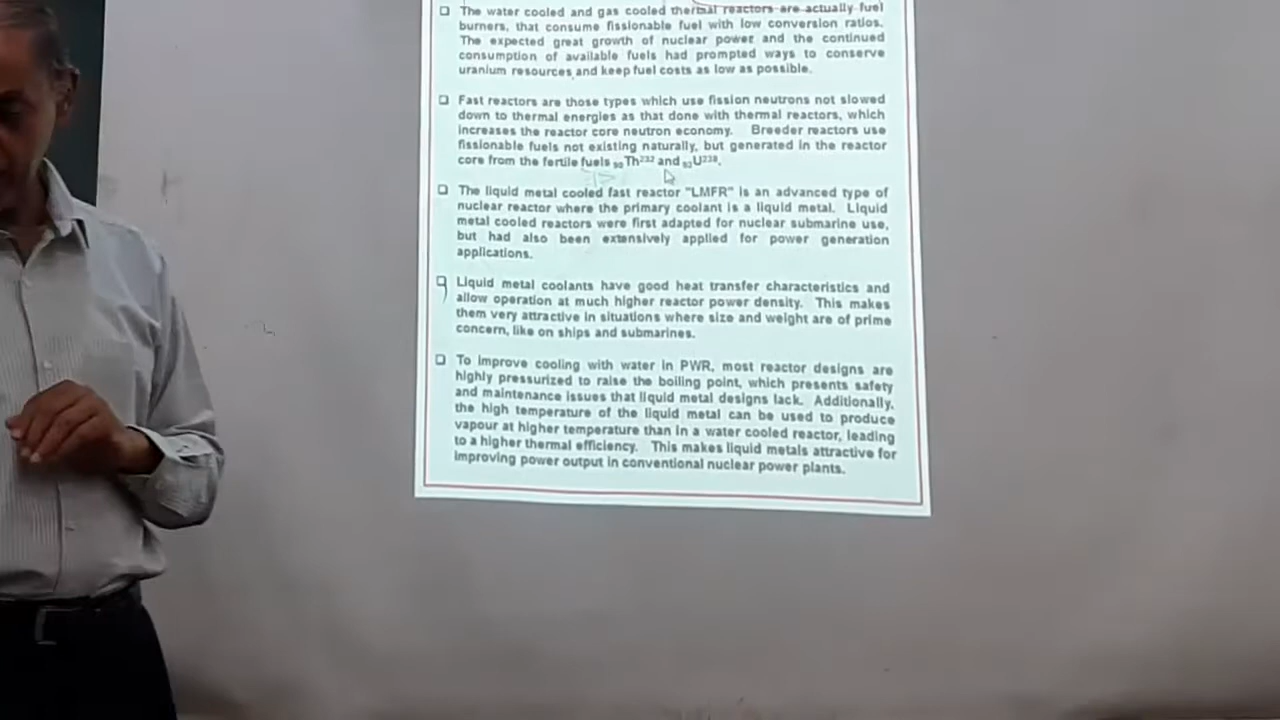 ❑ The water cooled and gas cooled thermal reactors are actually fuel
burners, that consume fissionable fuel with low conversion ratios.
The expected great growth of nuclear power and the continued
consumption of available fuels had prompted ways to conserve
uranium resources and keep fuel costs as low as possible.
❑ Fast reactors are those types which use fission neutrons not slowed
down to thermal energies as that done with thermal reactors, which
increases the reactor core neutron economy. Breeder reactors use
fissionable fuels not existing naturally, but generated in the reactor
core from the fertile fuels ₉₀Th²³² and ₉₂U²³⁸.
❑ The liquid metal cooled fast reactor "LMFR" is an advanced type of
nuclear reactor where the primary coolant is a liquid metal. Liquid
metal cooled reactors were first adapted for nuclear submarine use,
but had also been extensively applied for power generation
applications.
❑ Liquid metal coolants have good heat transfer characteristics and
allow operation at much higher reactor power density. This makes
them very attractive in situations where size and weight are of prime
concern, like on ships and submarines.
❑ To improve cooling with water in PWR, most reactor designs are
highly pressurized to raise the boiling point, which presents safety
and maintenance issues that liquid metal designs lack. Additionally,
the high temperature of the liquid metal can be used to produce
vapour at higher temperature than in a water cooled reactor, leading
to a higher thermal efficiency. This makes liquid metals attractive for
improving power output in conventional nuclear power plants.